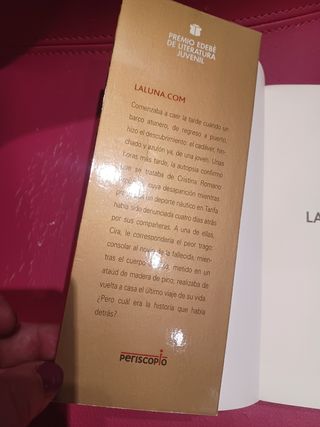 PREMIO EDEBÉ
DE LITERATURA
JUVENIL
LALUNA.COM
Comenzaba a caer la tarde cuando un
barco atunero, de regreso a puerto,
hizo el descubrimiento: el cadáver, hin-
chado y azulón ya, de una joven. Unas
horas más tarde, la autopsia confirmó
que se trataba de Cristina Romano
cuya desaparición mientras
un deporte náutico en Tarifa
había sido denunciada cuatro días atrás
por sus compañeras. A una de ellas,
Cira, le correspondería el peor trago:
consolar al novio de la fallecida, mien-
tras el cuerpo metido en un
ataúd de madera de pino, realizaba de
vuelta a casa el último viaje de su vida
¿Pero cuál era la historia que había
detrás?
PERISCOPIO
LA